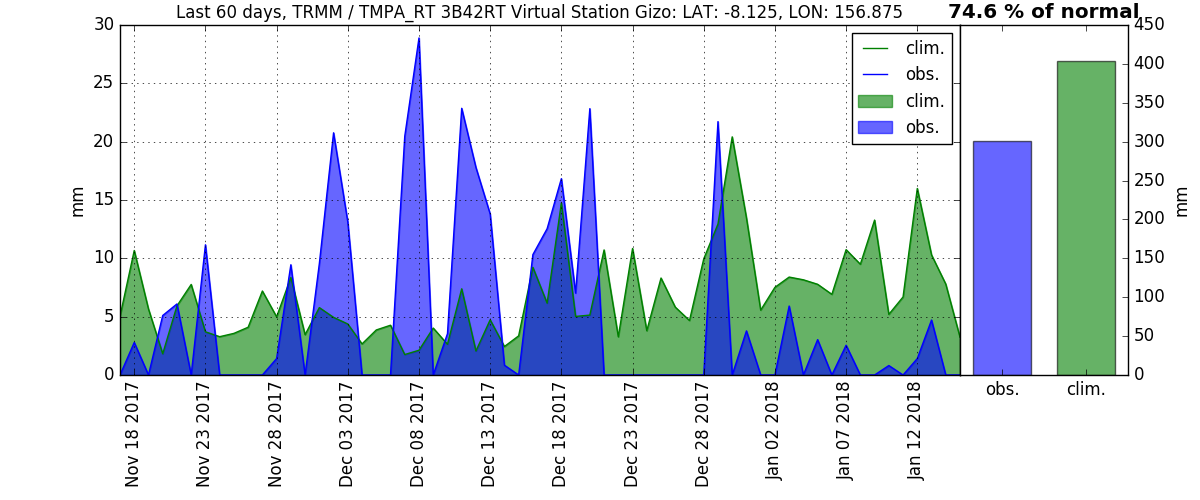 Last 60 days, TRMM / TMPA_RT 3B42RT Virtual Station Gizo: LAT: -8.125, LON: 156.875
74.6 % of normal
30
25
20
15
10
5
0
mm
clim.
obs.
clim.
obs.
Nov 18 2017
Nov 23 2017
Nov 28 2017
Dec 03 2017
Dec 08 2017
Dec 13 2017
Dec 18 2017
Dec 23 2017
Dec 28 2017
Jan 02 2018
Jan 07 2018
Jan 12 2018
450
400
350
300
250
200
150
100
50
0
mm
obs.
clim.